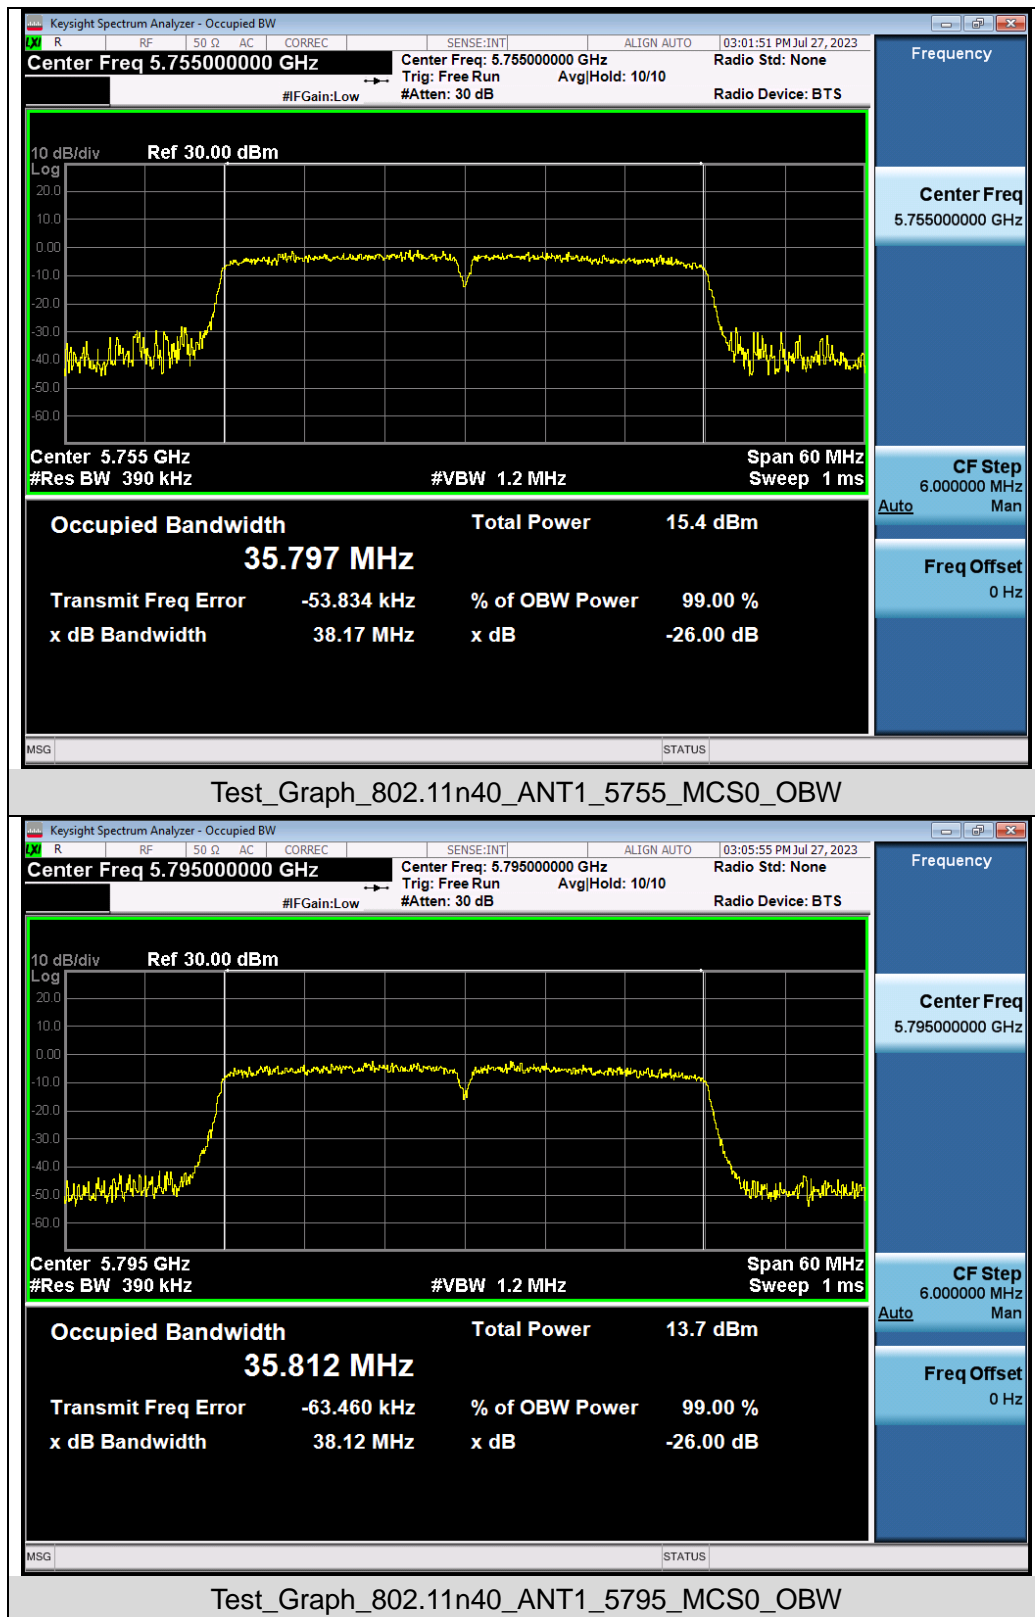 Keysight Spectrum Analyzer - Occupied BW
LXI R RF 50 Ω AC CORREC SENSE:INT ALIGN AUTO 03:01:51 PM Jul 27, 2023
Center Freq 5.755000000 GHz
Center Freq: 5.755000000 GHz Radio Std: None
Trig: Free Run Avg|Hold: 10/10
#IFGain:Low #Atten: 30 dB Radio Device: BTS
Frequency
10 dB/div Ref 30.00 dBm
Log
20.0
10.0
0.00
-10.0
-20.0
-30.0
-40.0
-50.0
-60.0
Center Freq
5.755000000 GHz
Center 5.755 GHz Span 60 MHz
#Res BW 390 kHz #VBW 1.2 MHz Sweep 1 ms
CF Step
6.000000 MHz
Auto Man
Occupied Bandwidth Total Power 15.4 dBm
35.797 MHz
Freq Offset
0 Hz
Transmit Freq Error -53.834 kHz % of OBW Power 99.00 %
x dB Bandwidth 38.17 MHz x dB -26.00 dB
MSG STATUS
Test_Graph_802.11n40_ANT1_5755_MCS0_OBW
Keysight Spectrum Analyzer - Occupied BW
LXI R RF 50 Ω AC CORREC SENSE:INT ALIGN AUTO 03:05:55 PM Jul 27, 2023
Center Freq 5.795000000 GHz
Center Freq: 5.795000000 GHz Radio Std: None
Trig: Free Run Avg|Hold: 10/10
#IFGain:Low #Atten: 30 dB Radio Device: BTS
Frequency
10 dB/div Ref 30.00 dBm
Log
20.0
10.0
0.00
-10.0
-20.0
-30.0
-40.0
-50.0
-60.0
Center Freq
5.795000000 GHz
Center 5.795 GHz Span 60 MHz
#Res BW 390 kHz #VBW 1.2 MHz Sweep 1 ms
CF Step
6.000000 MHz
Auto Man
Occupied Bandwidth Total Power 13.7 dBm
35.812 MHz
Freq Offset
0 Hz
Transmit Freq Error -63.460 kHz % of OBW Power 99.00 %
x dB Bandwidth 38.12 MHz x dB -26.00 dB
MSG STATUS
Test_Graph_802.11n40_ANT1_5795_MCS0_OBW